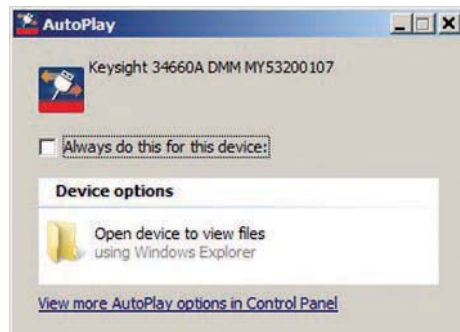 AutoPlay
Keysight 34660A DMM MY53200107
Always do this for this device:
Device options
Open device to view files
using Windows Explorer
View more AutoPlay options in Control Panel